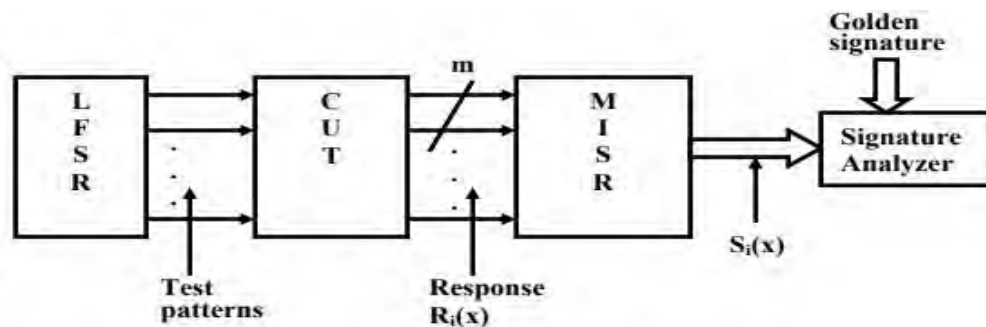 Golden
signature
m
L
F
S
R
C
U
T
M
I
S
R
Signature
Analyzer
Sᵢ(x)
Test
patterns
Response
Rᵢ(x)